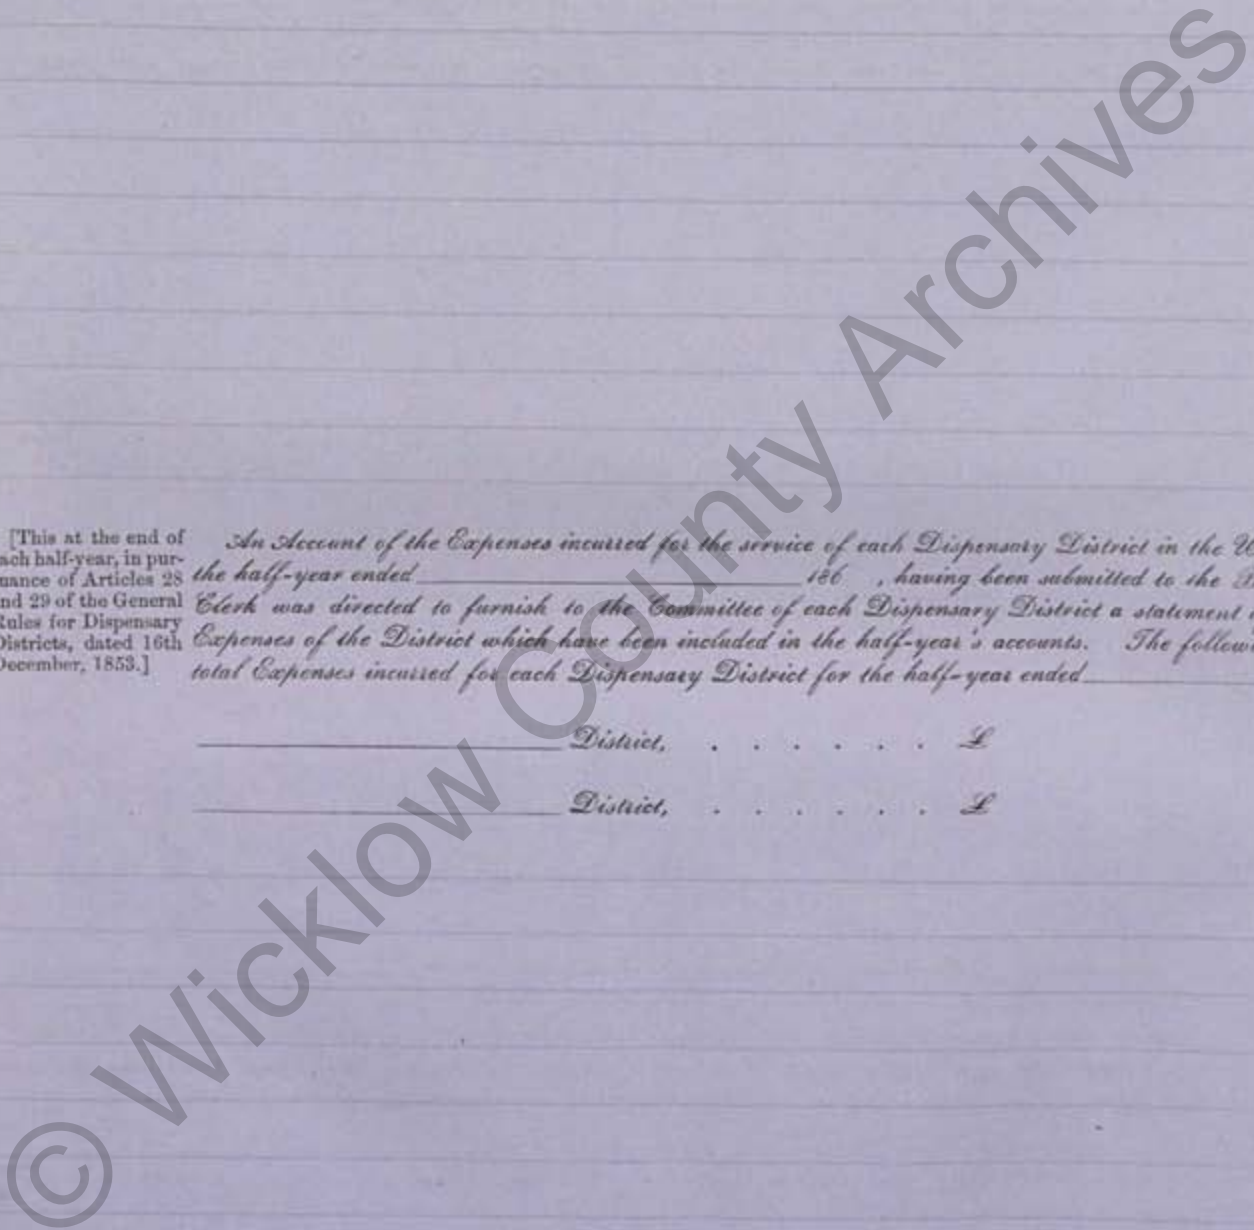 [This at the end of
ach half-year, in pur-
uance of Articles 28
nd 29 of the General
Rules for Dispensary
Districts, dated 16th
December, 1853.]
An Account of the Expenses incurred for the service of each Dispensary District in the U
the half-year ended ____ 186 , having been submitted to the B
Clerk was directed to furnish to the Committee of each Dispensary District a statement
Expenses of the District which have been included in the half-year's accounts. The followi
total Expenses incurred for each Dispensary District for the half-year ended ____
____ District, . . . . . . £
____ District, . . . . . . £
© Wicklow County Archives